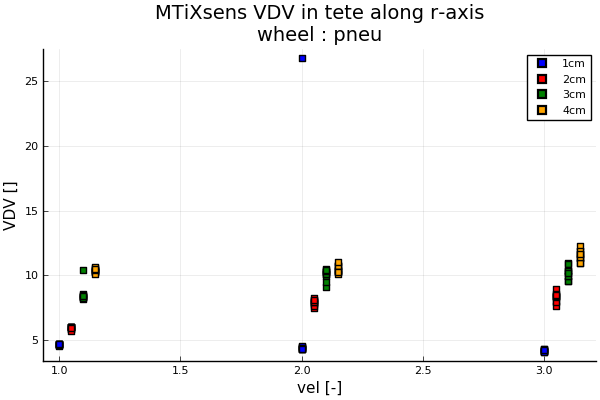 MTiXsens VDV in tete along r-axis
wheel : pneu
1cm
2cm
3cm
4cm
25
20
15
10
5
VDV []
1.0
1.5
2.0
2.5
3.0
vel [-]